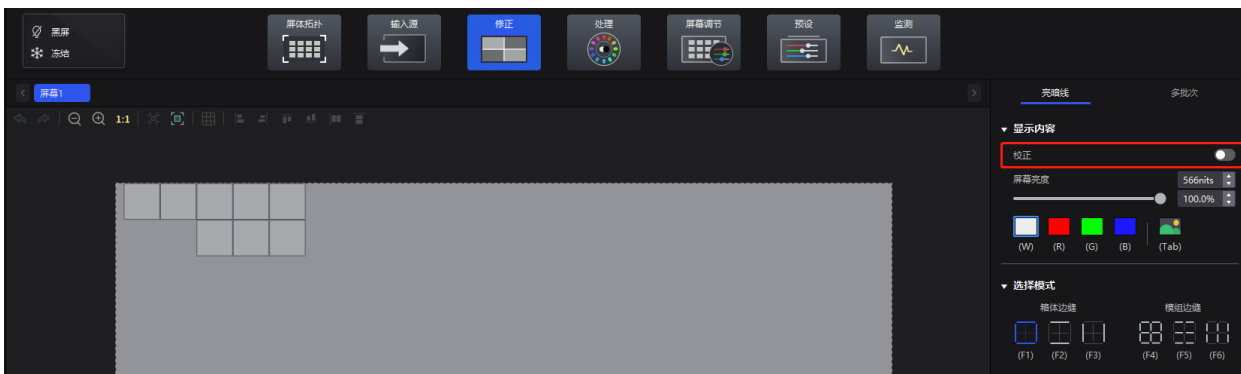 黑屏
冻结
屏体拓扑
输入源
修正
处理
屏幕调节
预设
监测
屏幕1
1:1
亮暗线
多批次
显示内容
校正
屏幕亮度
566nits
100.0%
(W)
(R)
(G)
(B)
(Tab)
选择模式
箱体边缝
模组边缝
(F1)
(F2)
(F3)
(F4)
(F5)
(F6)